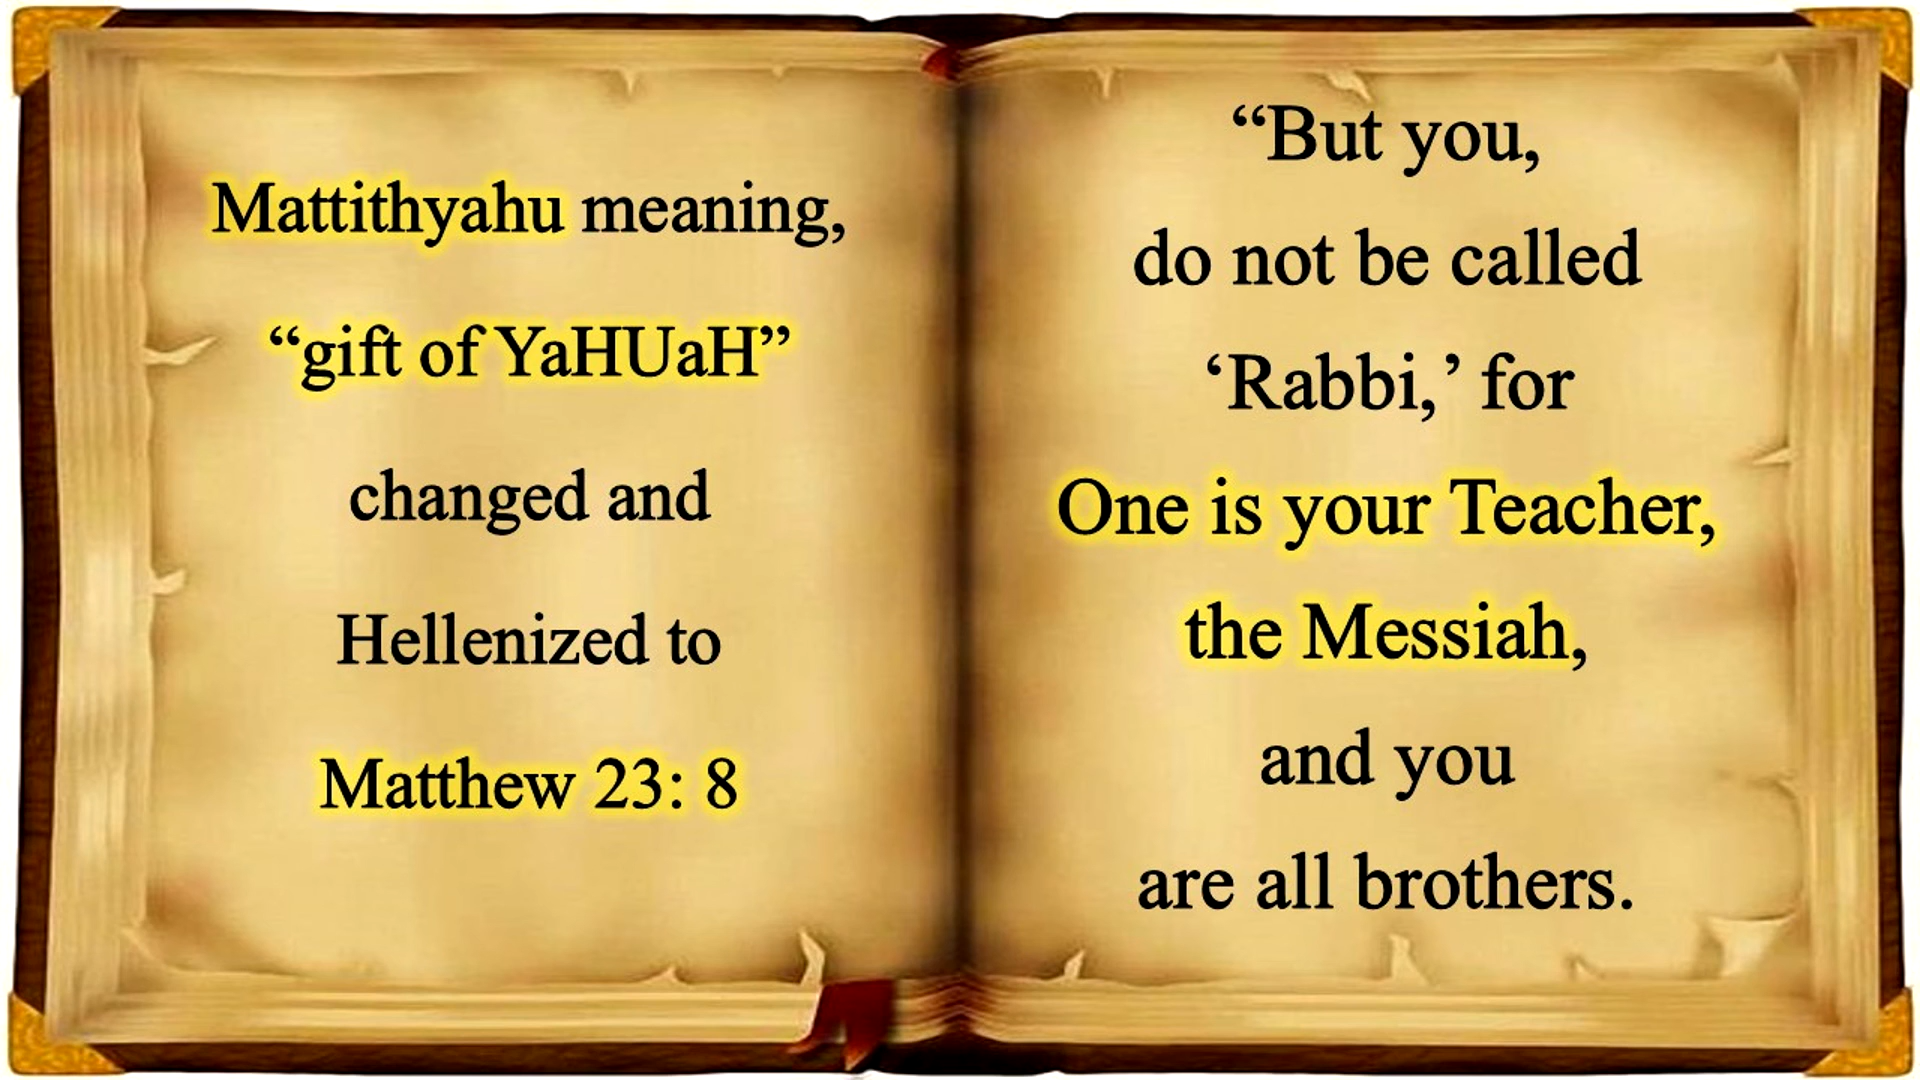 Mattithyahu meaning,
“gift of YaHUaH”
changed and
Hellenized to
Matthew 23: 8
“But you,
do not be called
‘Rabbi,’ for
One is your Teacher,
the Messiah,
and you
are all brothers.